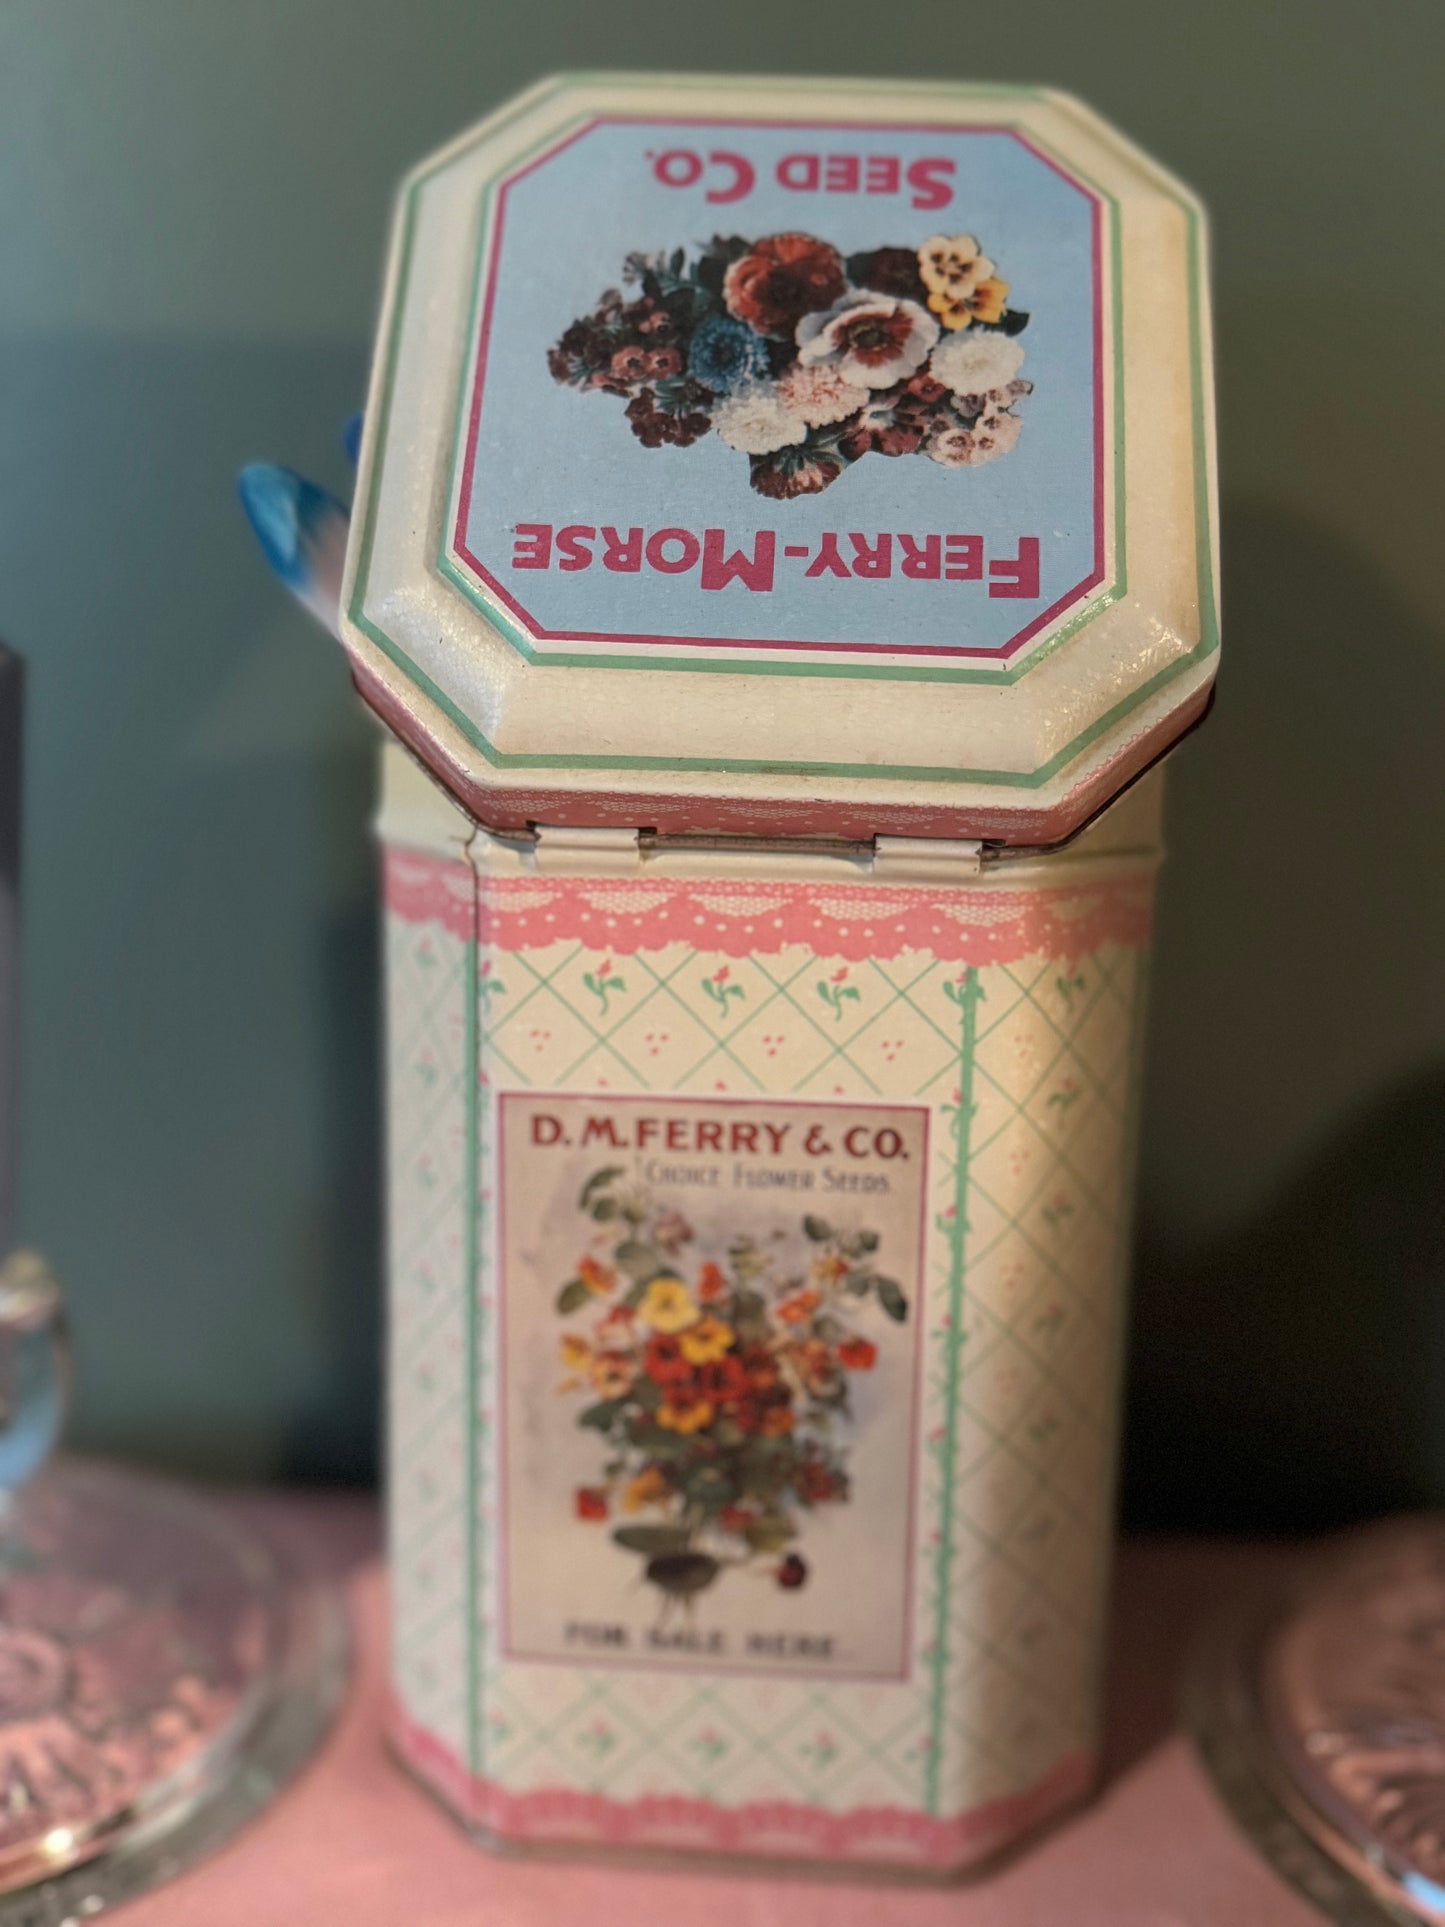 FERRY-MORSE
SEED CO.
D. M. FERRY & CO.
CHOICE FLOWER SEEDS
FOR SALE HERE